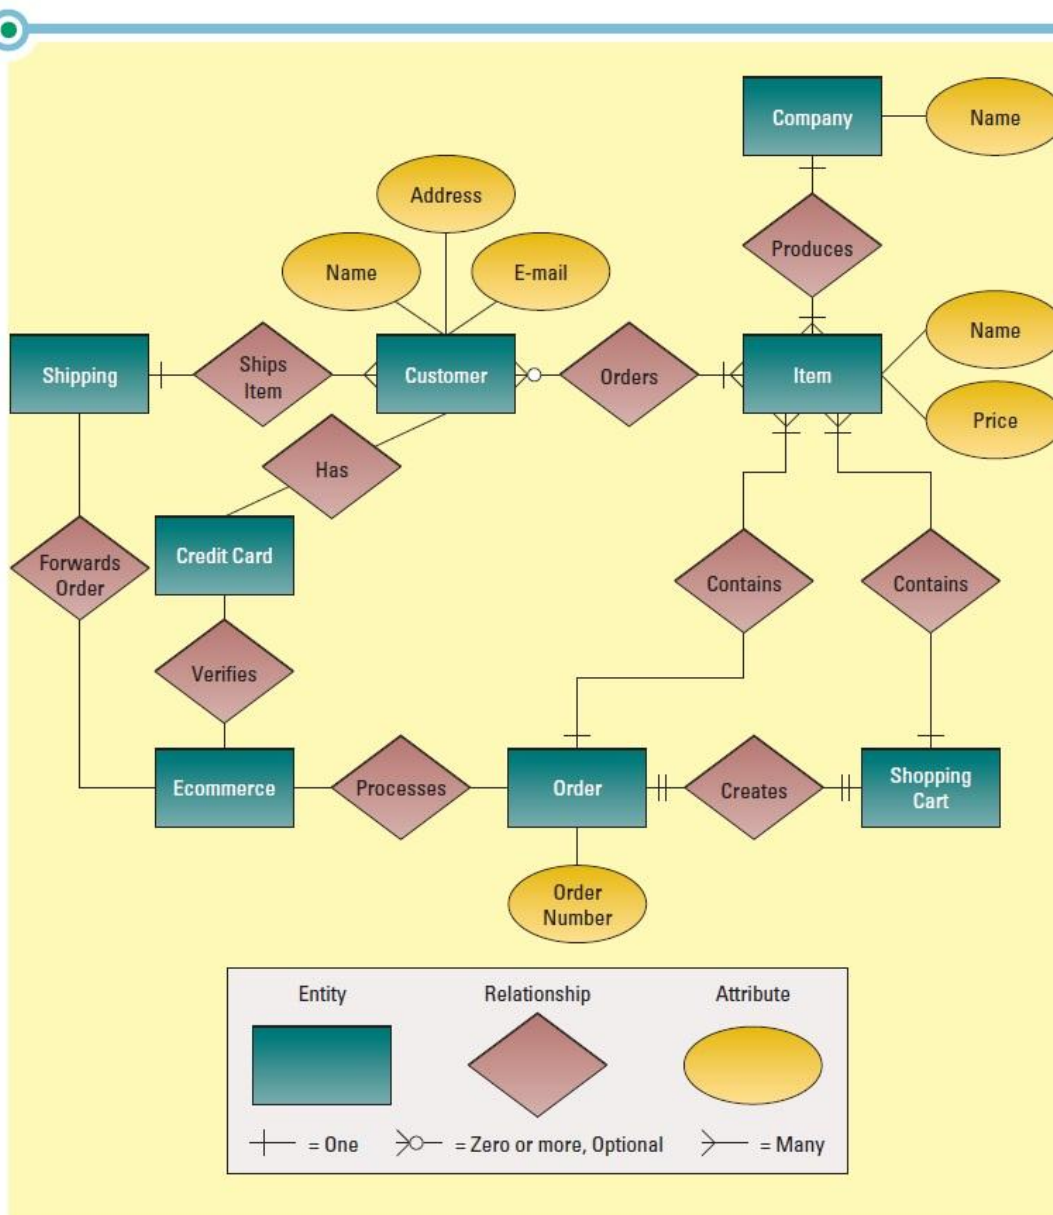 Company
Name
Address
Name
E-mail
Produces
Shipping
Ships
Item
Customer
Orders
Item
Name
Price
Has
Credit Card
Forwards
Order
Contains
Contains
Verifies
Ecommerce
Processes
Order
Creates
Shopping
Cart
Order
Number
Entity
Relationship
Attribute
= One
= Zero or more, Optional
= Many